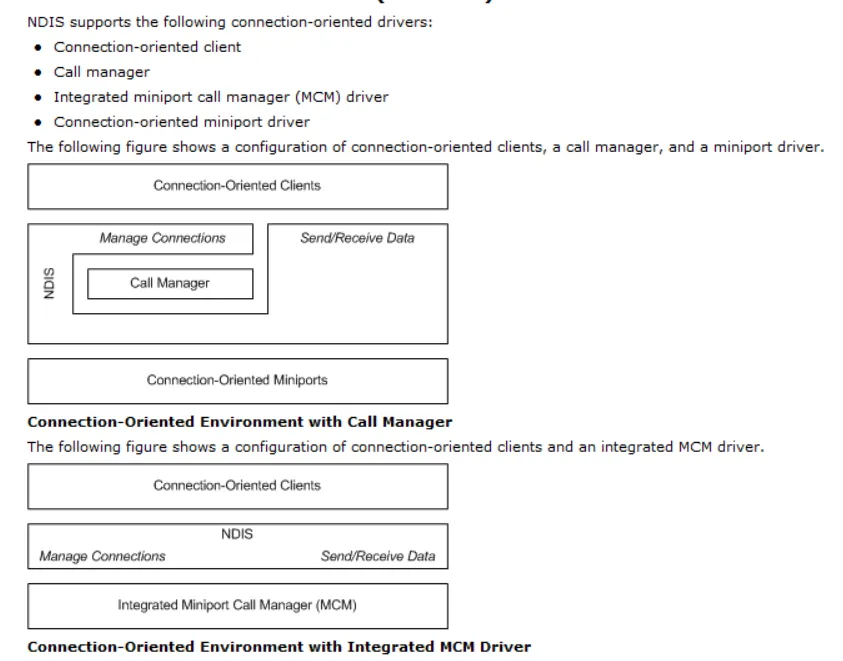 NDIS supports the following connection-oriented drivers:
● Connection-oriented client
● Call manager
● Integrated miniport call manager (MCM) driver
● Connection-oriented miniport driver
The following figure shows a configuration of connection-oriented clients, a call manager, and a miniport driver.
Connection-Oriented Clients
Manage Connections
Send/Receive Data
NDIS
Call Manager
Connection-Oriented Miniports
Connection-Oriented Environment with Call Manager
The following figure shows a configuration of connection-oriented clients and an integrated MCM driver.
Connection-Oriented Clients
NDIS
Manage Connections
Send/Receive Data
Integrated Miniport Call Manager (MCM)
Connection-Oriented Environment with Integrated MCM Driver